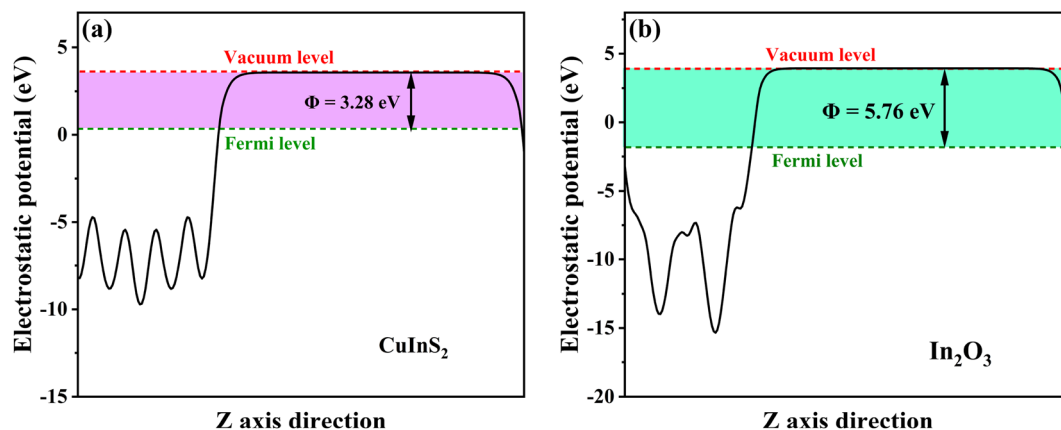 (a)
Electrostatic potential (eV)
5
0
-5
-10
-15
Vacuum level
Φ = 3.28 eV
Fermi level
CuInS₂
Z axis direction
(b)
Electrostatic potential (eV)
5
0
-5
-10
-15
-20
Vacuum level
Φ = 5.76 eV
Fermi level
In₂O₃
Z axis direction